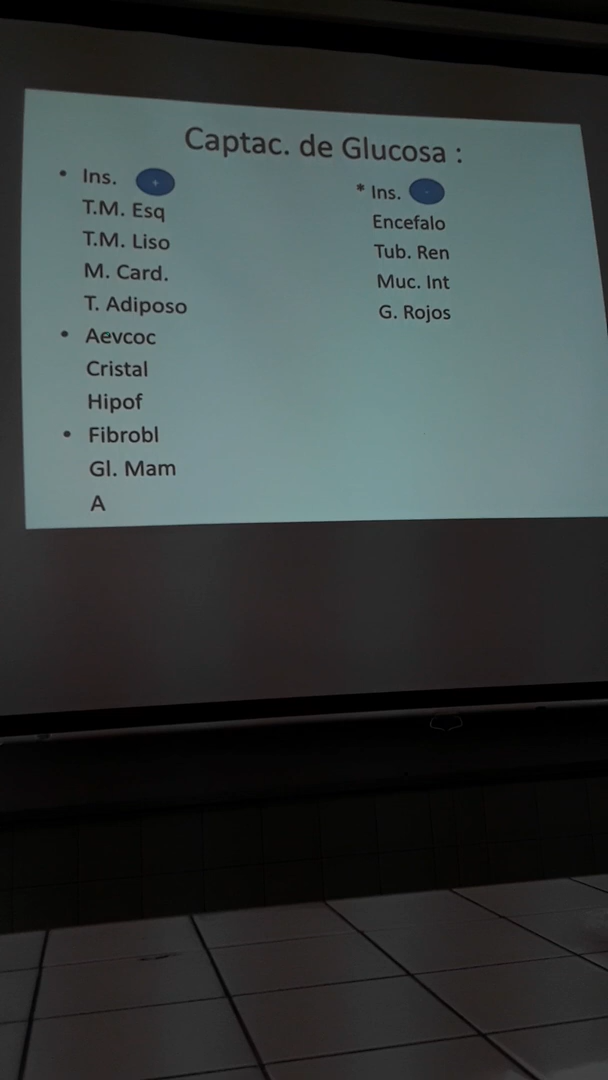 Captac. de Glucosa :
• Ins. +
T.M. Esq
T.M. Liso
M. Card.
T. Adiposo
• Aevcoc
Cristal
Hipof
• Fibrobl
Gl. Mam
A
* Ins. -
Encefalo
Tub. Ren
Muc. Int
G. Rojos